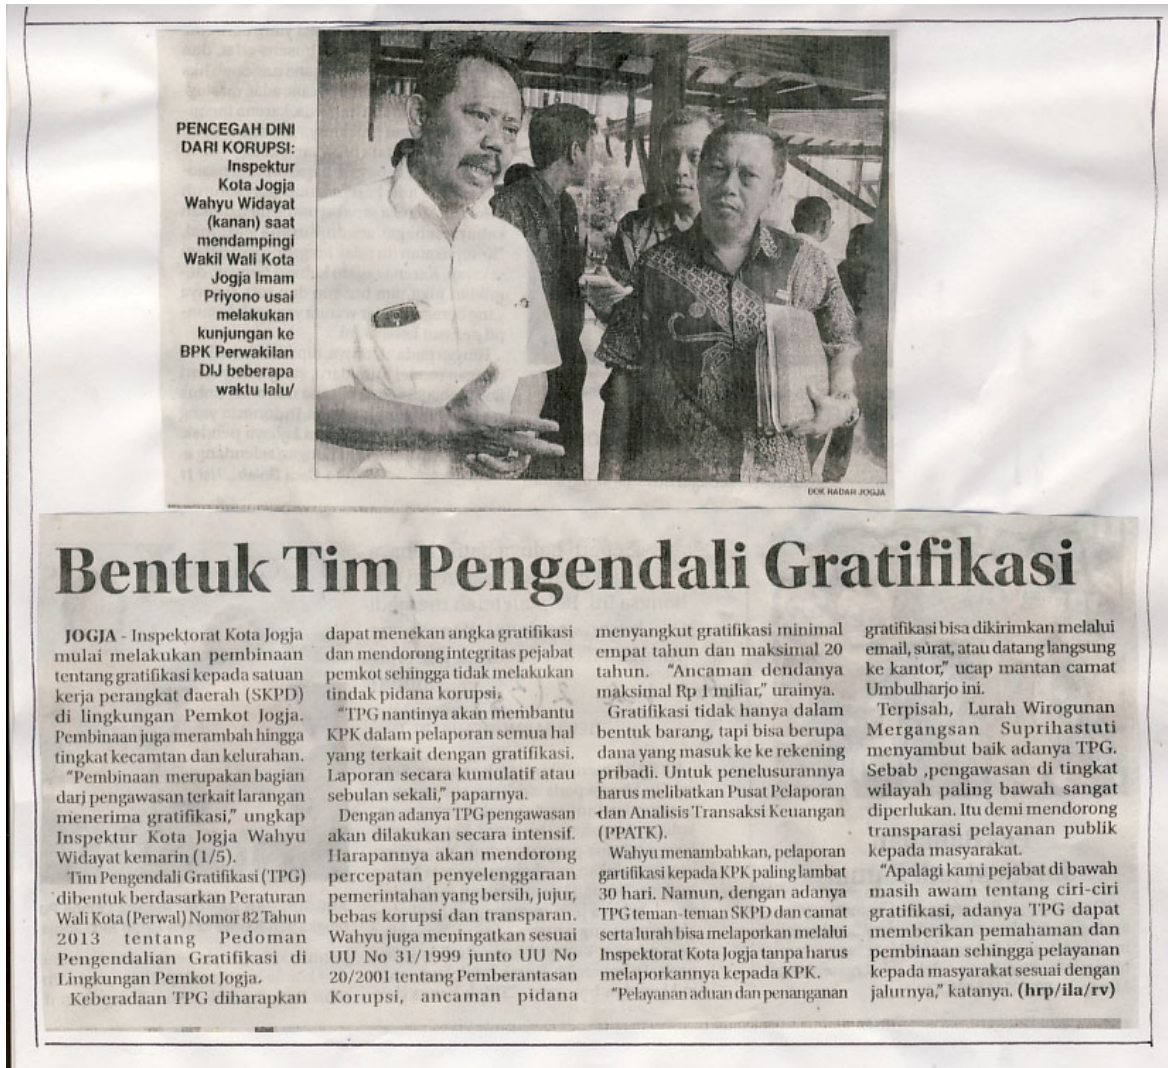 PENCEGAH DINI
DARI KORUPSI:
Inspektur
Kota Jogja
Wahyu Widayat
(kanan) saat
mendampingi
Wakil Wali Kota
Jogja Imam
Priyono usai
melakukan
kunjungan ke
BPK Perwakilan
DIJ beberapa
waktu lalu/
DOK RADAR JOGJA
Bentuk Tim Pengendali Gratifikasi
JOGJA - Inspektorat Kota Jogja
mulai melakukan pembinaan
tentang gratifikasi kepada satuan
kerja perangkat daerah (SKPD)
di lingkungan Pemkot Jogja.
Pembinaan juga merambah hingga
tingkat kecamtan dan kelurahan.
"Pembinaan merupakan bagian
dari pengawasan terkait larangan
menerima gratifikasi," ungkap
Inspektur Kota Jogja Wahyu
Widayat kemarin (1/5).
Tim Pengendali Gratifikasi (TPG)
dibentuk berdasarkan Peraturan
Wali Kota (Perwal) Nomor 82 Tahun
2013 tentang Pedoman
Pengendalian Gratifikasi di
Lingkungan Pemkot Jogja.
Keberadaan TPG diharapkan
dapat menekan angka gratifikasi
dan mendorong integritas pejabat
pemkot sehingga tidak melakukan
tindak pidana korupsi.
"TPG nantinya akan membantu
KPK dalam pelaporan semua hal
yang terkait dengan gratifikasi.
Laporan secara kumulatif atau
sebulan sekali," paparnya.
Dengan adanya TPG pengawasan
akan dilakukan secara intensif.
Harapannya akan mendorong
percepatan penyelenggaraan
pemerintahan yang bersih, jujur,
bebas korupsi dan transparan.
Wahyu juga meningatkan sesuai
UU No 31/1999 junto UU No
20/2001 tentang Pemberantasan
Korupsi, ancaman pidana
menyangkut gratifikasi minimal
empat tahun dan maksimal 20
tahun. "Ancaman dendanya
maksimal Rp 1 miliar," urainya.
Gratifikasi tidak hanya dalam
bentuk barang, tapi bisa berupa
dana yang masuk ke ke rekening
pribadi. Untuk penelusurannya
harus melibatkan Pusat Pelaporan
dan Analisis Transaksi Keuangan
(PPATK).
Wahyu menambahkan, pelaporan
gartifikasi kepada KPK paling lambat
30 hari. Namun, dengan adanya
TPG teman-teman SKPD dan camat
serta lurah bisa melaporkan melalui
Inspektorat Kota Jogja tanpa harus
melaporkannya kepada KPK.
"Pelayanan aduan dan penanganan
gratifikasi bisa dikirimkan melalui
email, surat, atau datang langsung
ke kantor," ucap mantan camat
Umbulharjo ini.
Terpisah, Lurah Wirogunan
Mergangsan Suprihastuti
menyambut baik adanya TPG.
Sebab ,pengawasan di tingkat
wilayah paling bawah sangat
diperlukan. Itu demi mendorong
transparasi pelayanan publik
kepada masyarakat.
"Apalagi kami pejabat di bawah
masih awam tentang ciri-ciri
gratifikasi, adanya TPG dapat
memberikan pemahaman dan
pembinaan sehingga pelayanan
kepada masyarakat sesuai dengan
jalurnya," katanya. (hrp/ila/rv)